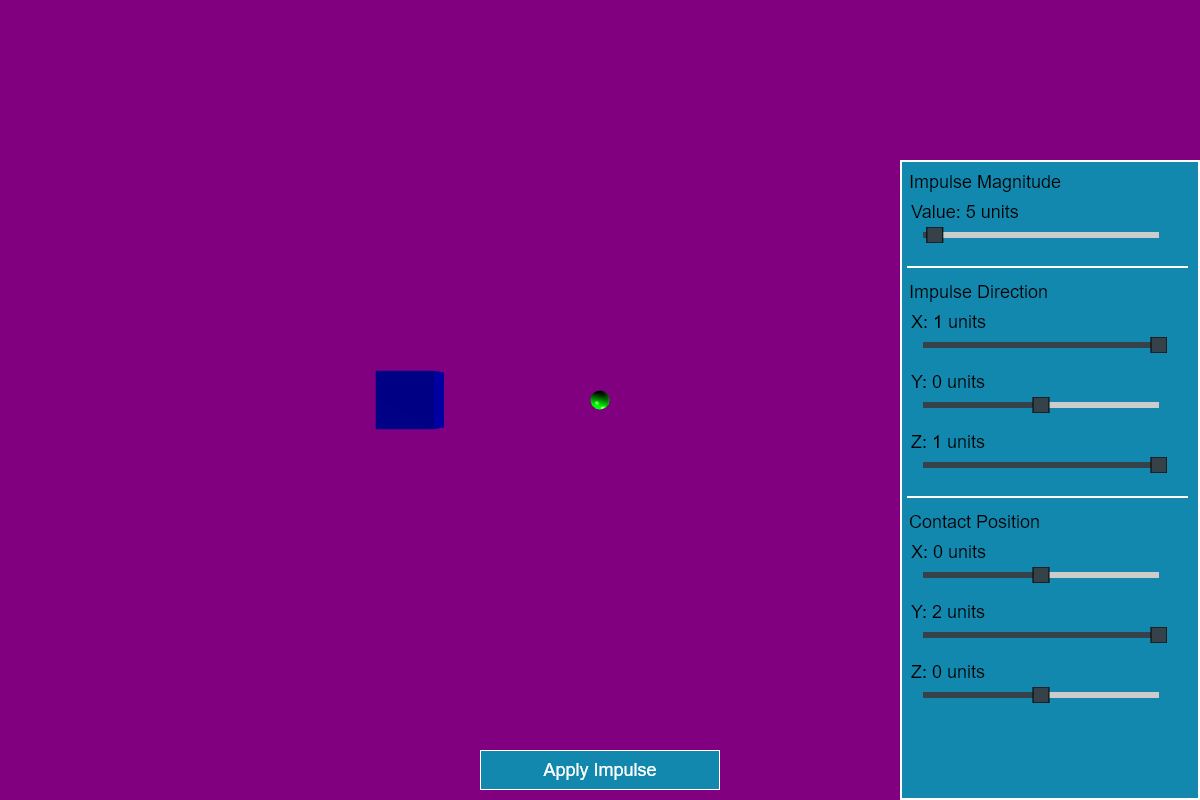 Impulse Magnitude
Value: 5 units
Impulse Direction
X: 1 units
Y: 0 units
Z: 1 units
Contact Position
X: 0 units
Y: 2 units
Z: 0 units
Apply Impulse